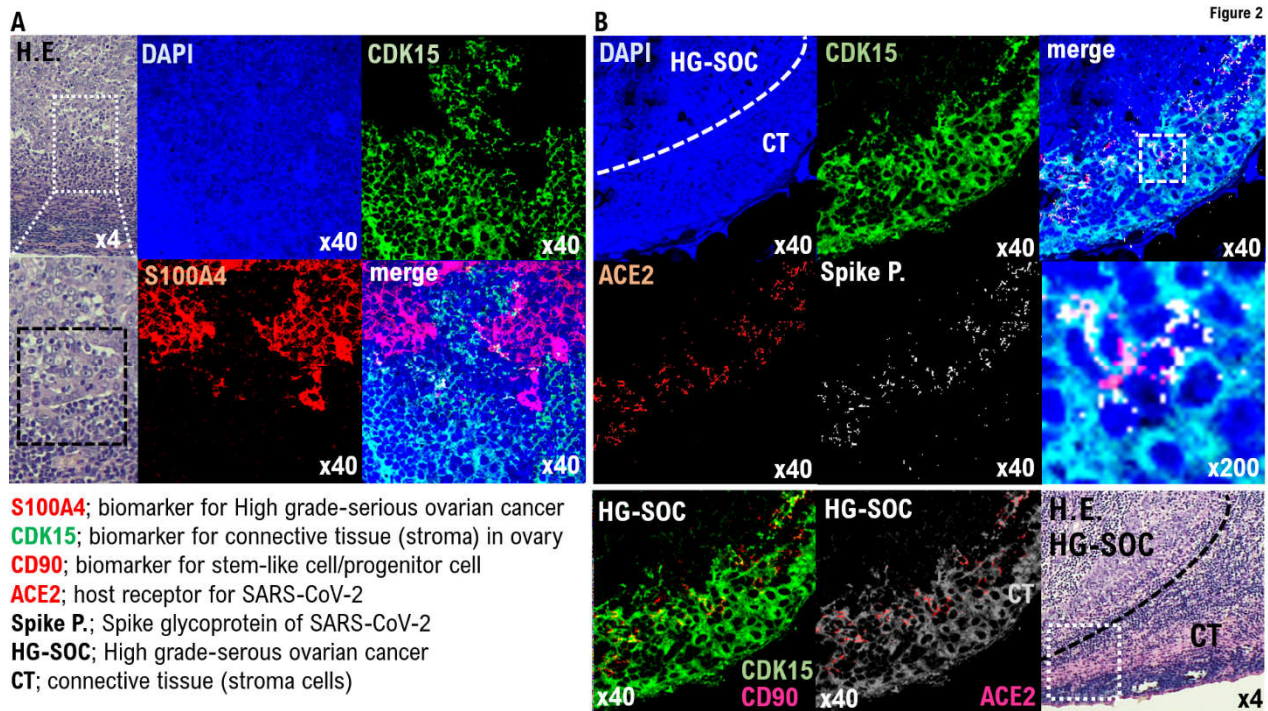 Figure 2
A
H.E.
x4
DAPI
x40
CDK15
x40
S100A4
x40
merge
x40
B
DAPI
HG-SOC
CT
x40
CDK15
x40
merge
x40
ACE2
x40
Spike P.
x40
x200
HG-SOC
CDK15
x40 CD90
HG-SOC
CT
x40 ACE2
H.E.
HG-SOC
CT
x4
S100A4; biomarker for High grade-serious ovarian cancer
CDK15; biomarker for connective tissue (stroma) in ovary
CD90; biomarker for stem-like cell/progenitor cell
ACE2; host receptor for SARS-CoV-2
Spike P.; Spike glycoprotein of SARS-CoV-2
HG-SOC; High grade-serous ovarian cancer
CT; connective tissue (stroma cells)